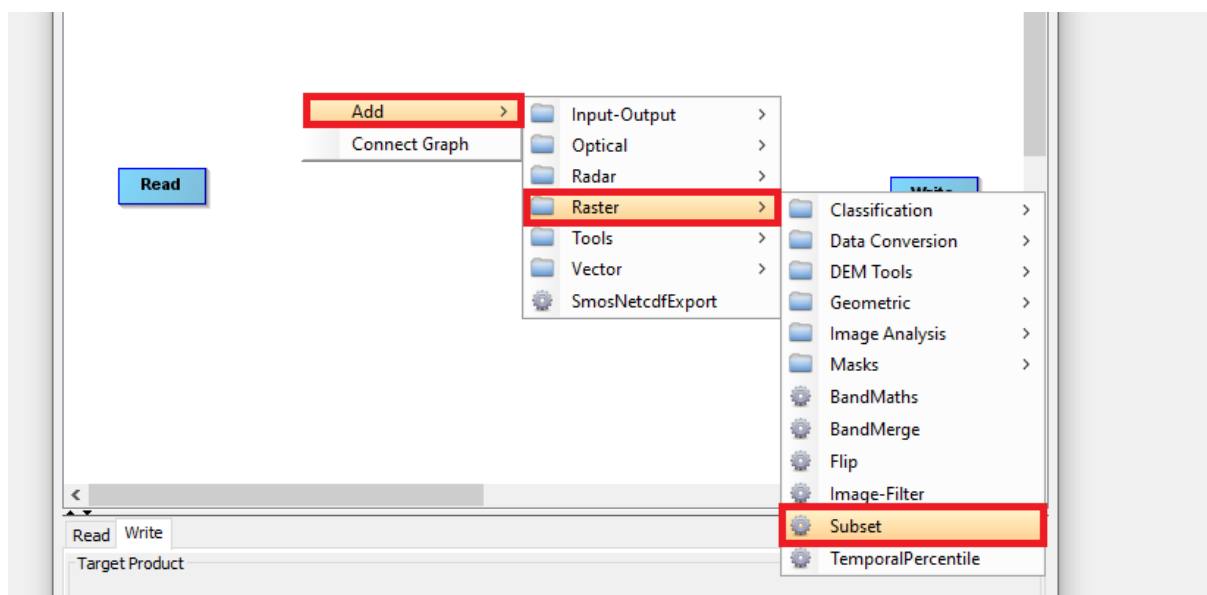 Add
Connect Graph
Read
Input-Output
Optical
Radar
Raster
Tools
Vector
SmosNetcdfExport
Write
Classification
Data Conversion
DEM Tools
Geometric
Image Analysis
Masks
BandMaths
BandMerge
Flip
Image-Filter
Subset
TemporalPercentile
Read Write
Target Product